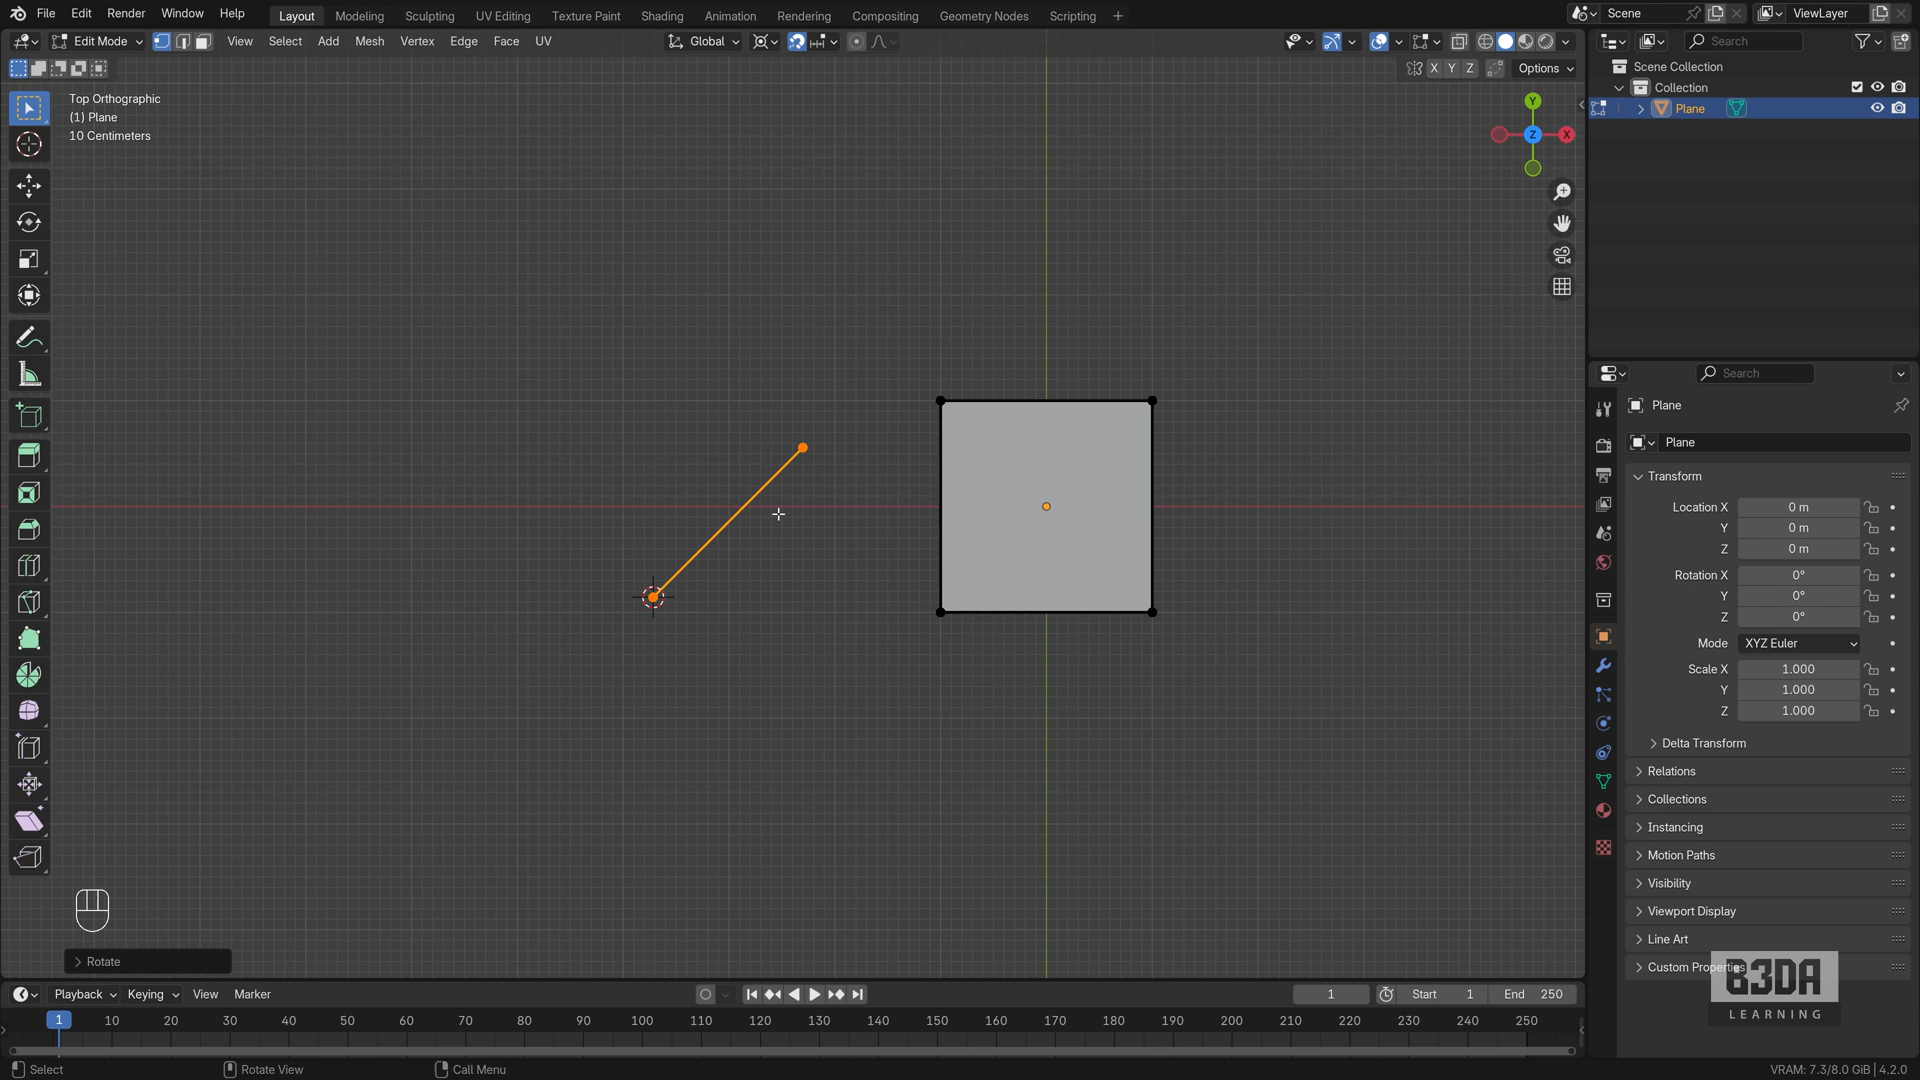 File Edit Render Window Help Layout Modeling Sculpting UV Editing Texture Paint Shading Animation Rendering Compositing Geometry Nodes Scripting + Scene ViewLayer
Edit Mode View Select Add Mesh Vertex Edge Face UV Global Search
X Y Z Options
Scene Collection
Collection
Plane
Top Orthographic
(1) Plane
10 Centimeters
Y
Z X
Search
Plane
Plane
Transform
Location X 0 m
Y 0 m
Z 0 m
Rotation X 0°
Y 0°
Z 0°
Mode XYZ Euler
Scale X 1.000
Y 1.000
Z 1.000
Delta Transform
Relations
Collections
Instancing
Motion Paths
Visibility
Viewport Display
Line Art
Custom Properties
B3DA
LEARNING
Rotate
Playback Keying View Marker 1 Start 1 End 250
1 10 20 30 40 50 60 70 80 90 100 110 120 130 140 150 160 170 180 190 200 210 220 230 240 250
Select Rotate View Call Menu VRAM: 7.3/8.0 GiB | 4.2.0